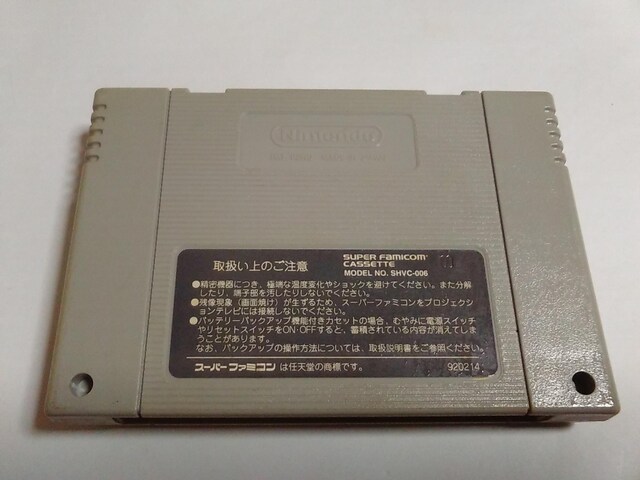 Nintendo
取扱い上のご注意
SUPER FAMICOM
CASSETTE
MODEL NO. SHVC-006
●精密機器につき、極端な温度変化やショックを避けてください。また分解
したり、端子部を汚したりしないでください。
●残像現象（画面焼け）が生ずるため、スーパーファミコンをプロジェクシ
ョンテレビには接続しないでください。
●バッテリーバックアップ機能付きカセットの場合、むやみに電源スイッチ
やリセットスイッチをON・OFFすると、蓄積されている内容が消えてしま
うことがあります。
なお、バックアップの操作方法については、取扱説明書をご参照ください。
スーパーファミコン は任天堂の商標です。
920214